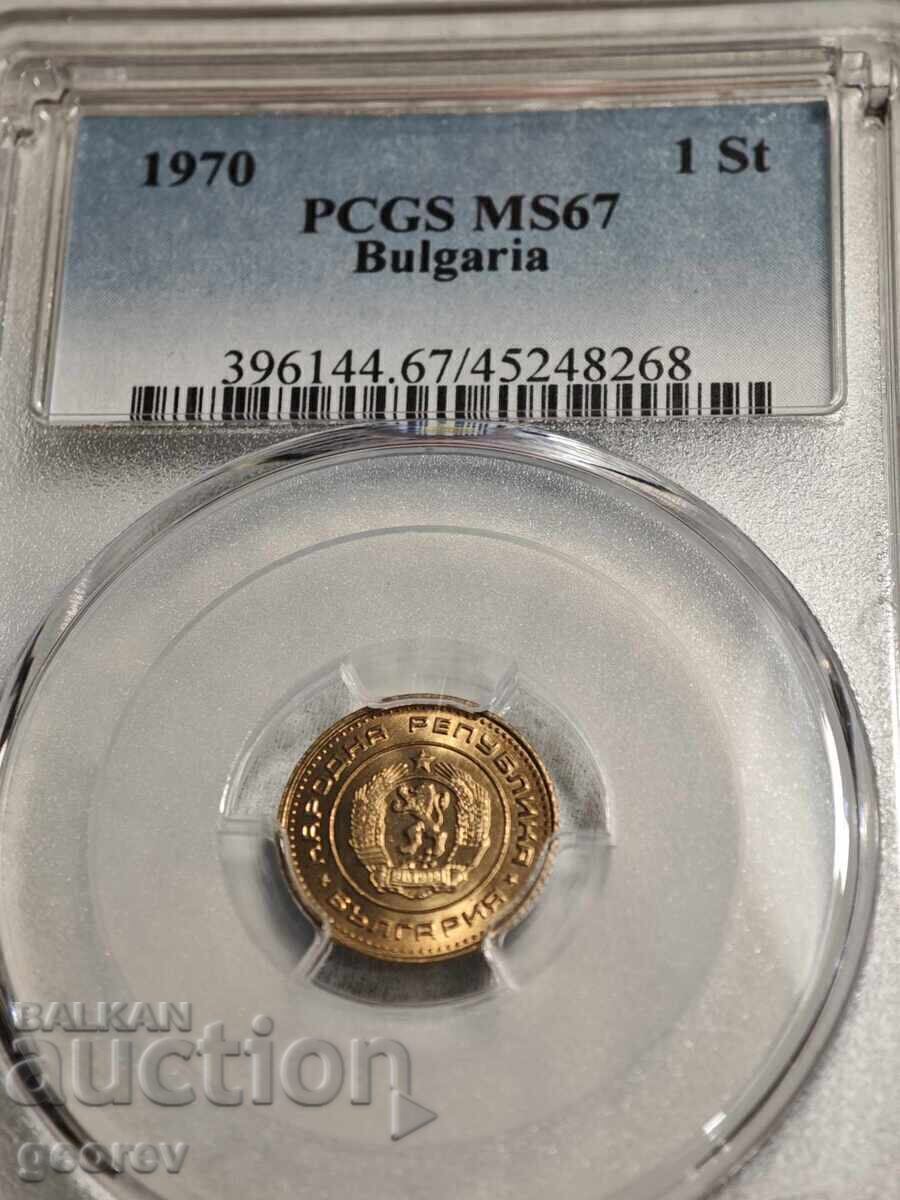 1970 1 St
PCGS MS67
Bulgaria
396144.67/45248268
НАРОДНА РЕПУБЛИКА
БЪЛГАРИЯ
BALKAN
auction
georev